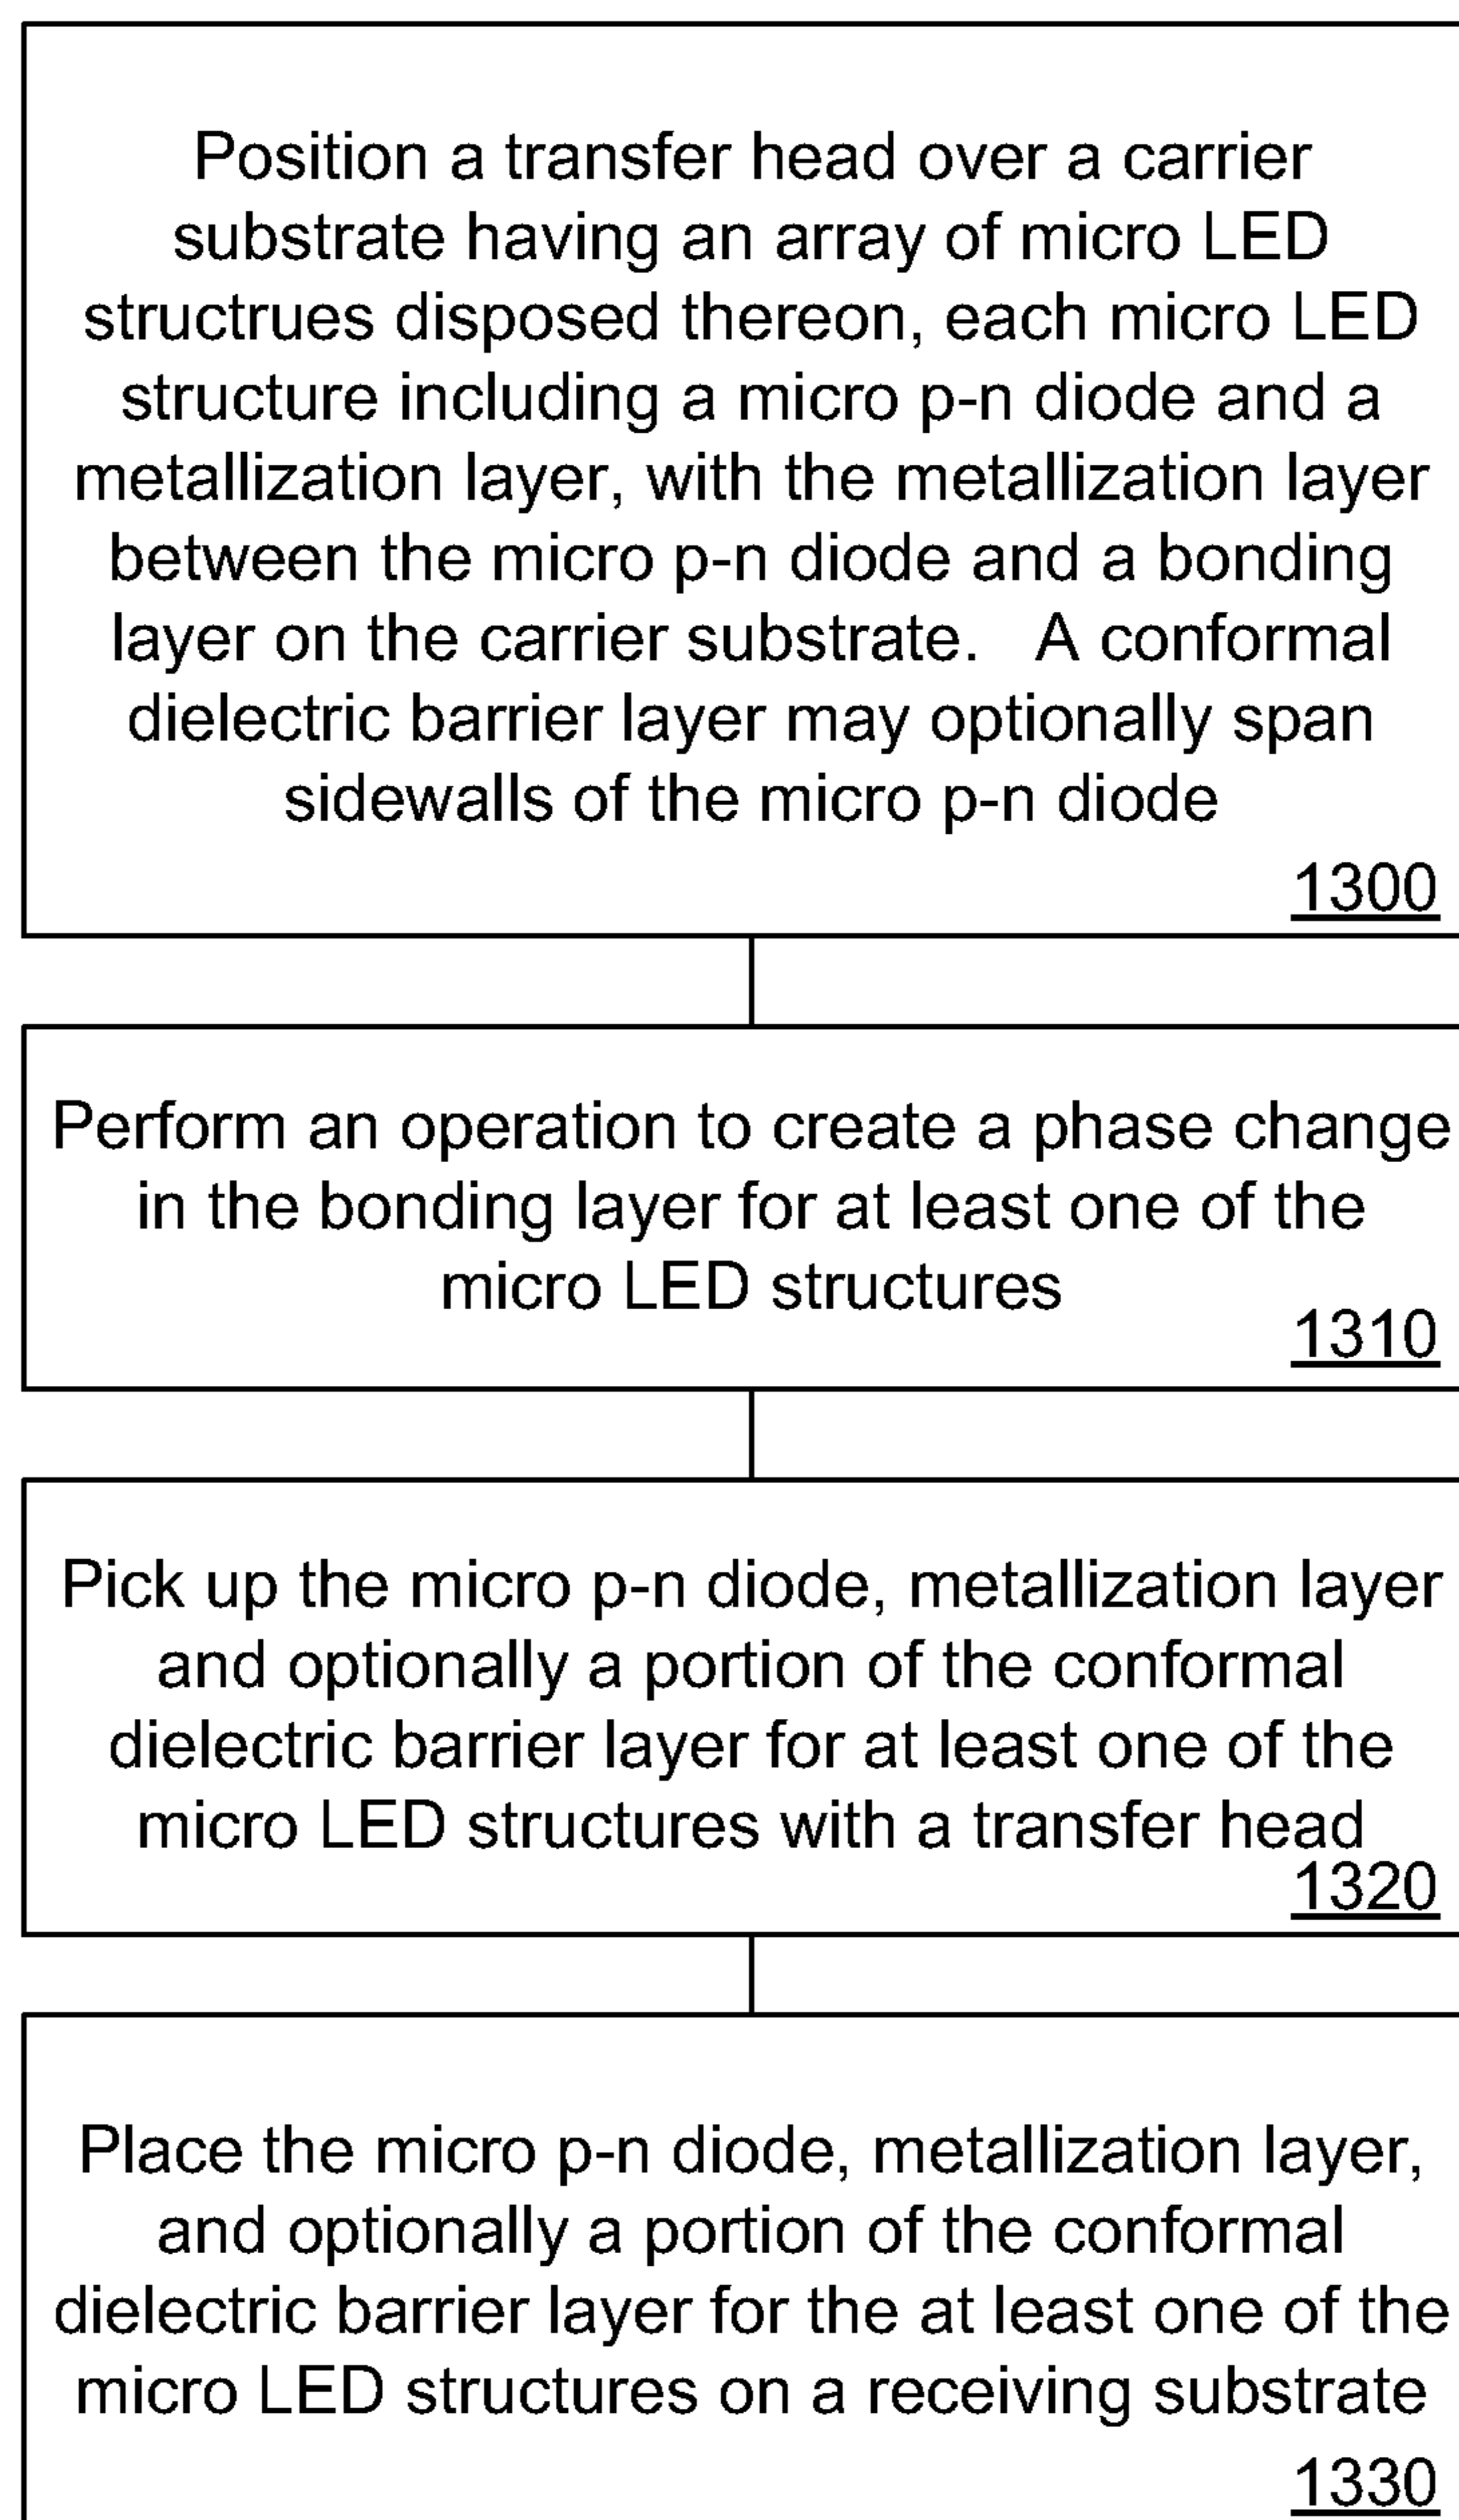 Position a transfer head over a carrier
substrate having an array of micro LED
structrues disposed thereon, each micro LED
structure including a micro p-n diode and a
metallization layer, with the metallization layer
between the micro p-n diode and a bonding
layer on the carrier substrate.   A conformal
dielectric barrier layer may optionally span
sidewalls of the micro p-n diode
1300
Perform an operation to create a phase change
in the bonding layer for at least one of the
micro LED structures
1310
Pick up the micro p-n diode, metallization layer
and optionally a portion of the conformal
dielectric barrier layer for at least one of the
micro LED structures with a transfer head
1320
Place the micro p-n diode, metallization layer,
and optionally a portion of the conformal
dielectric barrier layer for the at least one of the
micro LED structures on a receiving substrate
1330